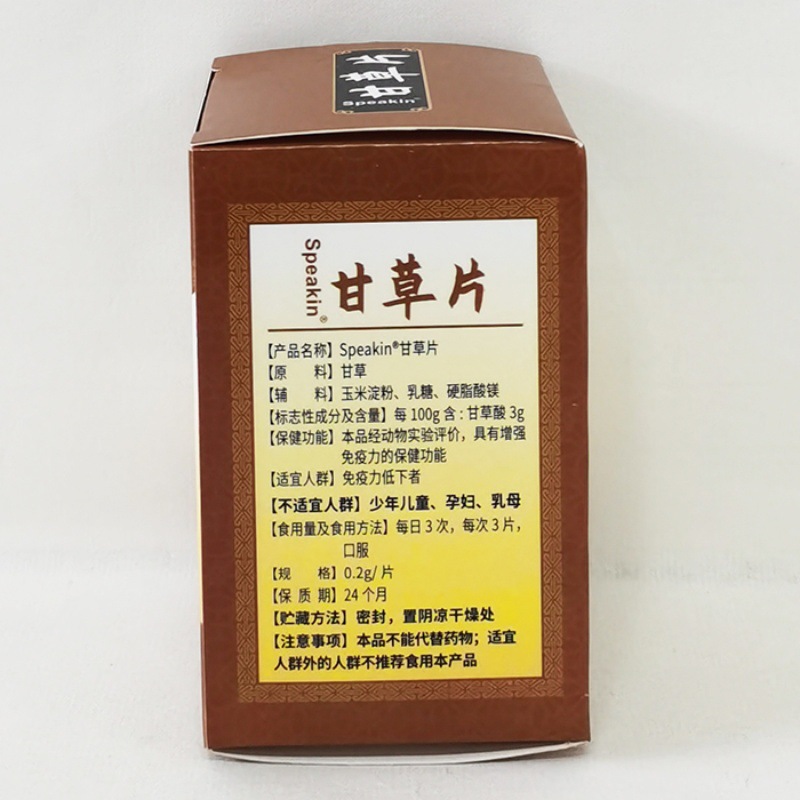 甘草片
Speakin
Speakin®
甘草片
【产品名称】Speakin®甘草片
【原　　料】甘草
【辅　　料】玉米淀粉、乳糖、硬脂酸镁
【标志性成分及含量】每 100g 含 : 甘草酸 3g
【保健功能】本品经动物实验评价，具有增强
免疫力的保健功能
【适宜人群】免疫力低下者
【不适宜人群】少年儿童、孕妇、乳母
【食用量及食用方法】每日 3 次，每次 3 片，
口服
【规　　格】0.2g/ 片
【保 质 期】24 个月
【贮藏方法】密封，置阴凉干燥处
【注意事项】本品不能代替药物；适宜
人群外的人群不推荐食用本产品